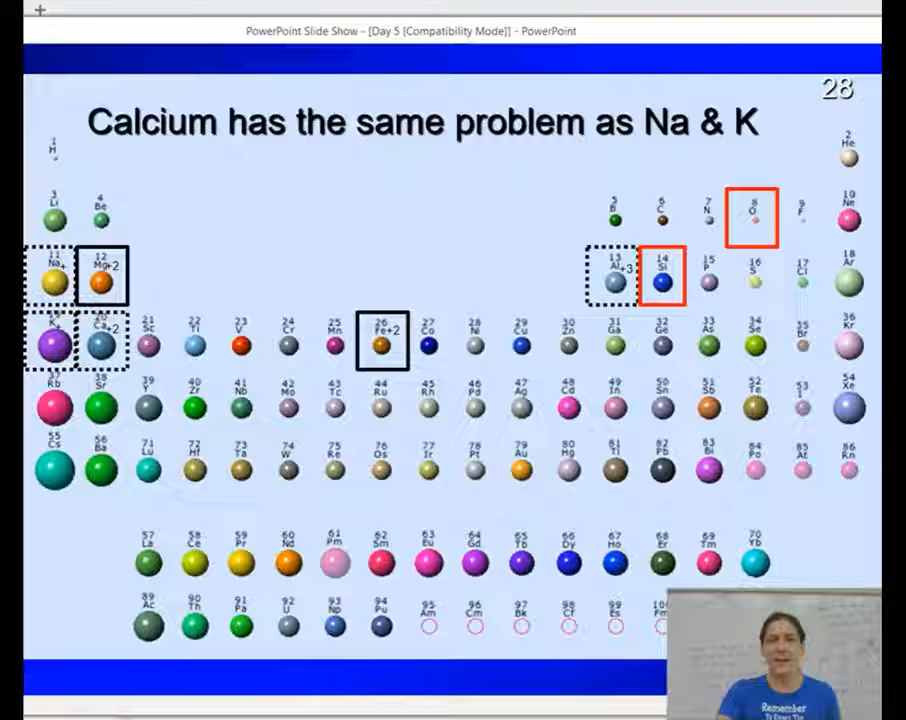 PowerPoint Slide Show - [Day 5 [Compatibility Mode]] - PowerPoint
28
Calcium has the same problem as Na & K
1 2
H He
3 4 5 6 7 8 9 10
Li Be B C N O F Ne
11 12 13 14 15 16 17 18
Na+ Mg+2 Al+3 Si P S Cl Ar
20 21 22 23 24 25 26 27 28 29 30 31 32 33 34 35 36
K+ Ca+2 Sc Ti V Cr Mn Fe+2 Co Ni Cu Zn Ga Ge As Se Br Kr
37 38 39 40 41 42 43 44 45 46 47 48 49 50 51 52 53 54
Rb Sr Y Zr Nb Mo Tc Ru Rh Pd Ag Cd In Sn Sb Te I Xe
55 56 71 72 73 74 75 76 77 78 79 80 81 82 83 84 85 86
Cs Ba Lu Hf Ta W Re Os Ir Pt Au Hg Tl Pb Bi Po At Rn
57 58 59 60 61 62 63 64 65 66 67 68 69 70
La Ce Pr Nd Pm Sm Eu Gd Tb Dy Ho Er Tm Yb
89 90 91 92 93 94 95 96 97 98 99
Ac Th Pa U Np Pu Am Cm Bk Cf Es Fm
Remember